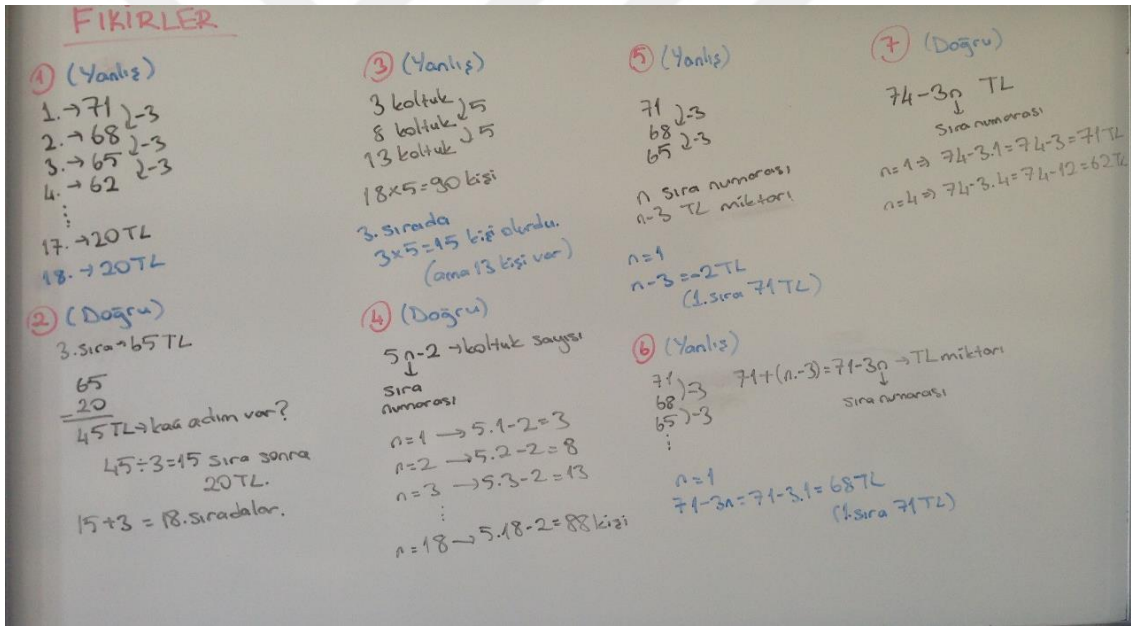 FİKİRLER
1 (Yanlış)
1. → 71
-3
2. → 68
-3
3. → 65
-3
4. → 62
⋮
17. → 20TL
18. → 20TL
2 (Doğru)
3. sıra → 65 TL
65
- 20
45TL → kaç adım var?
45÷3=15 sıra sonra
20TL.
15+3 = 18. sıradalar.
3 (Yanlış)
3 koltuk
5
8 koltuk
5
13 koltuk
18x5=90 kişi
3. sırada
3x5=15 kişi olurdu.
(ama 13 kişi var)
4 (Doğru)
5n-2 → koltuk sayısı
↓
sıra
numarası
n=1 → 5.1-2=3
n=2 → 5.2-2=8
n=3 → 5.3-2=13
⋮
n=18 → 5.18-2=88 kişi
5 (Yanlış)
71
-3
68
-3
65
n sıra numarası
n-3 TL miktarı
n=1
n-3=-2TL
(1.sıra 71TL)
6 (Yanlış)
71
-3
68
-3
65
⋮
71+(n.-3)=71-3n → TL miktarı
↓
sıra numarası
n=1
71-3n=71-3.1=68TL
(1.sıra 71TL)
7 (Doğru)
74-3n TL
↓
Sıra numarası
n=1 ⇒ 74-3.1=74-3=71TL
n=4 ⇒ 74-3.4=74-12=62TL